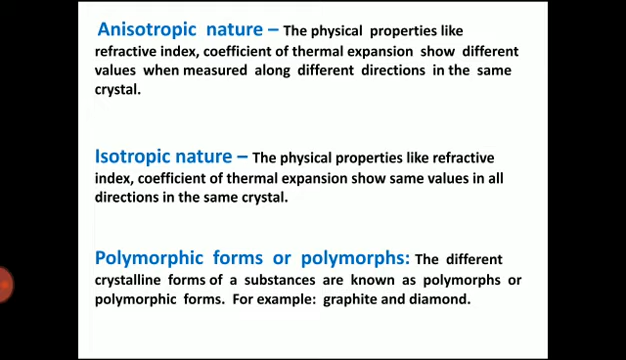 Anisotropic nature – The physical properties like
refractive index, coefficient of thermal expansion show different
values when measured along different directions in the same
crystal.
Isotropic nature – The physical properties like refractive
index, coefficient of thermal expansion show same values in all
directions in the same crystal.
Polymorphic forms or polymorphs: The different
crystalline forms of a substances are known as polymorphs or
polymorphic forms. For example: graphite and diamond.